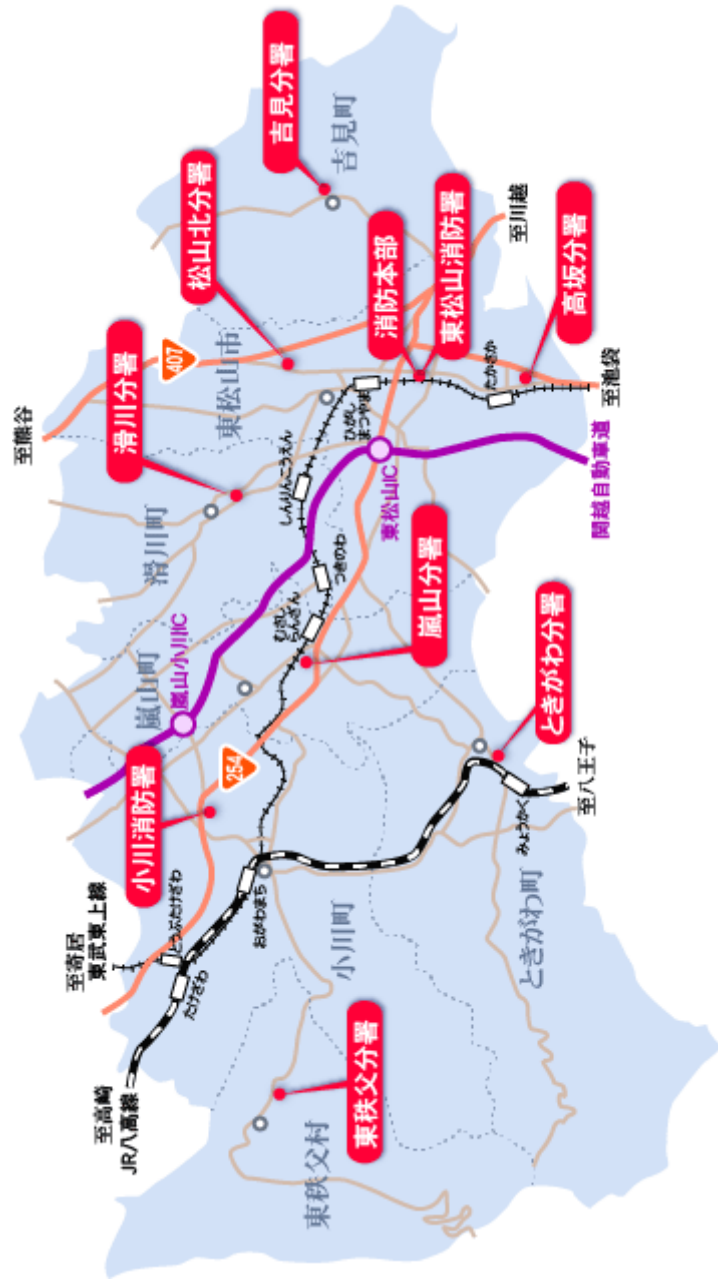 至高崎
JR八高線
至寄居
東武東上線
とうぶたけざわ
たけざわ
小川消防署
嵐山町
嵐山小川IC
滑川町
滑川分署
至熊谷
407
東松山市
松山北分署
吉見分署
吉見町
254
おがわまち
小川町
むさし
らんざん
つきのわ
しんりんこうえん
ひがし
まつやま
東松山IC
消防本部
東松山消防署
至川越
たかさか
高坂分署
至池袋
関越自動車道
嵐山分署
東秩父村
東秩父分署
ときがわ町
ときがわ分署
みょうかく
至八王子